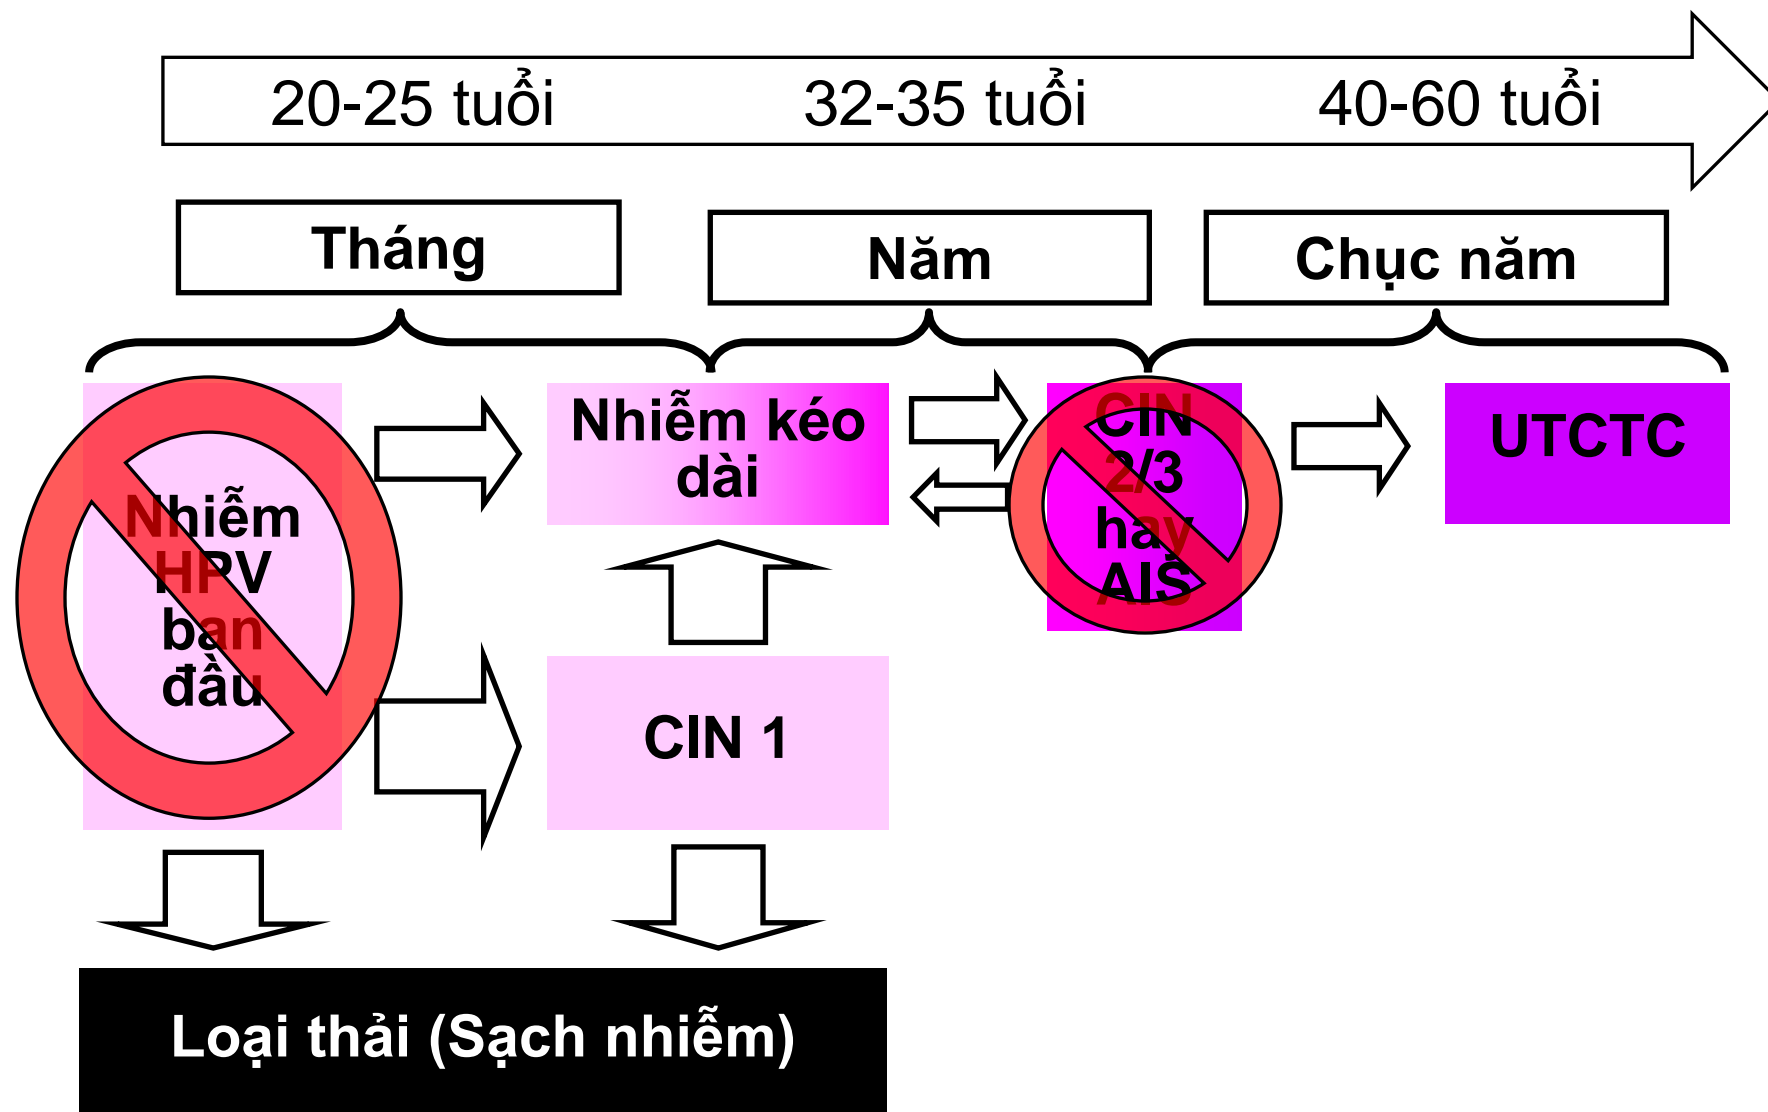 20-25 tuổi
32-35 tuổi
40-60 tuổi
Tháng
Năm
Chục năm
Nhiễm
HPV
ban
đầu
Nhiễm kéo
dài
CIN
2/3
hay
AIS
UTCTC
CIN 1
Loại thải (Sạch nhiễm)